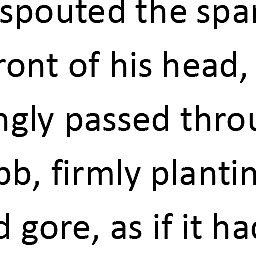 spouted the spar
ront of his head,
ngly passed throu
bb, firmly plantin
d gore, as if it had